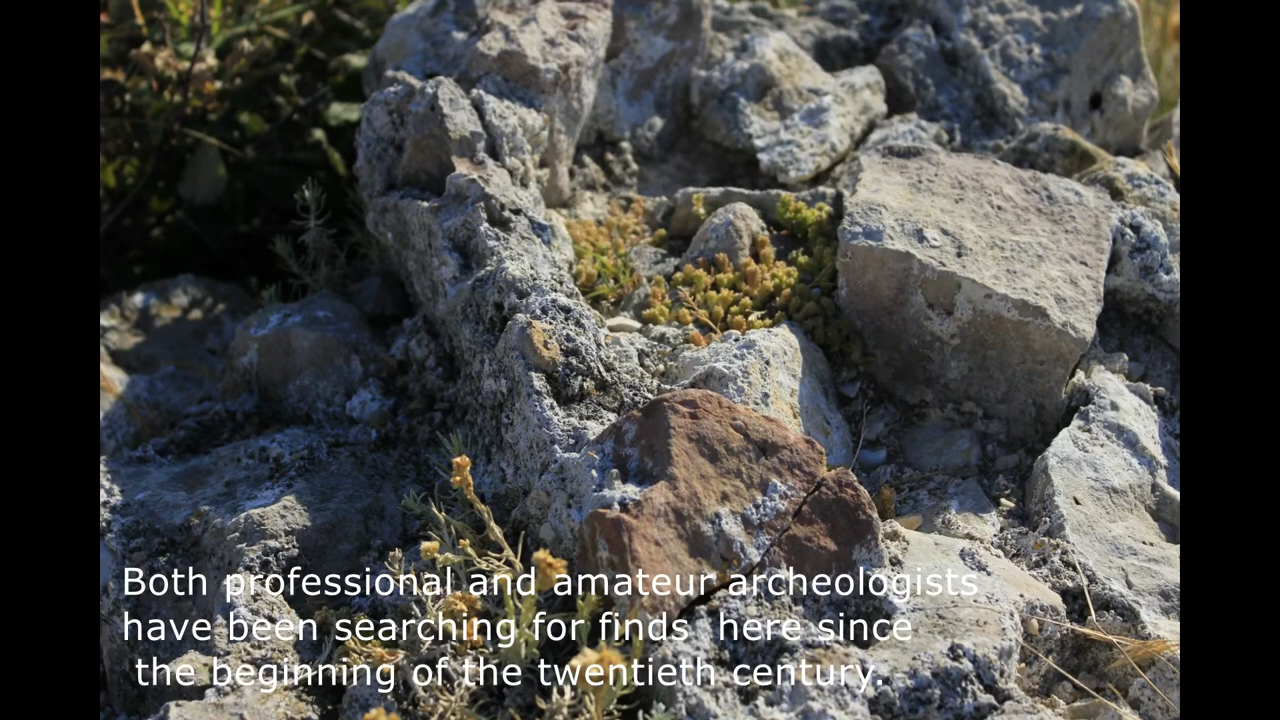 Both professional and amateur archeologists
have been searching for finds  here since
the beginning of the twentieth century.